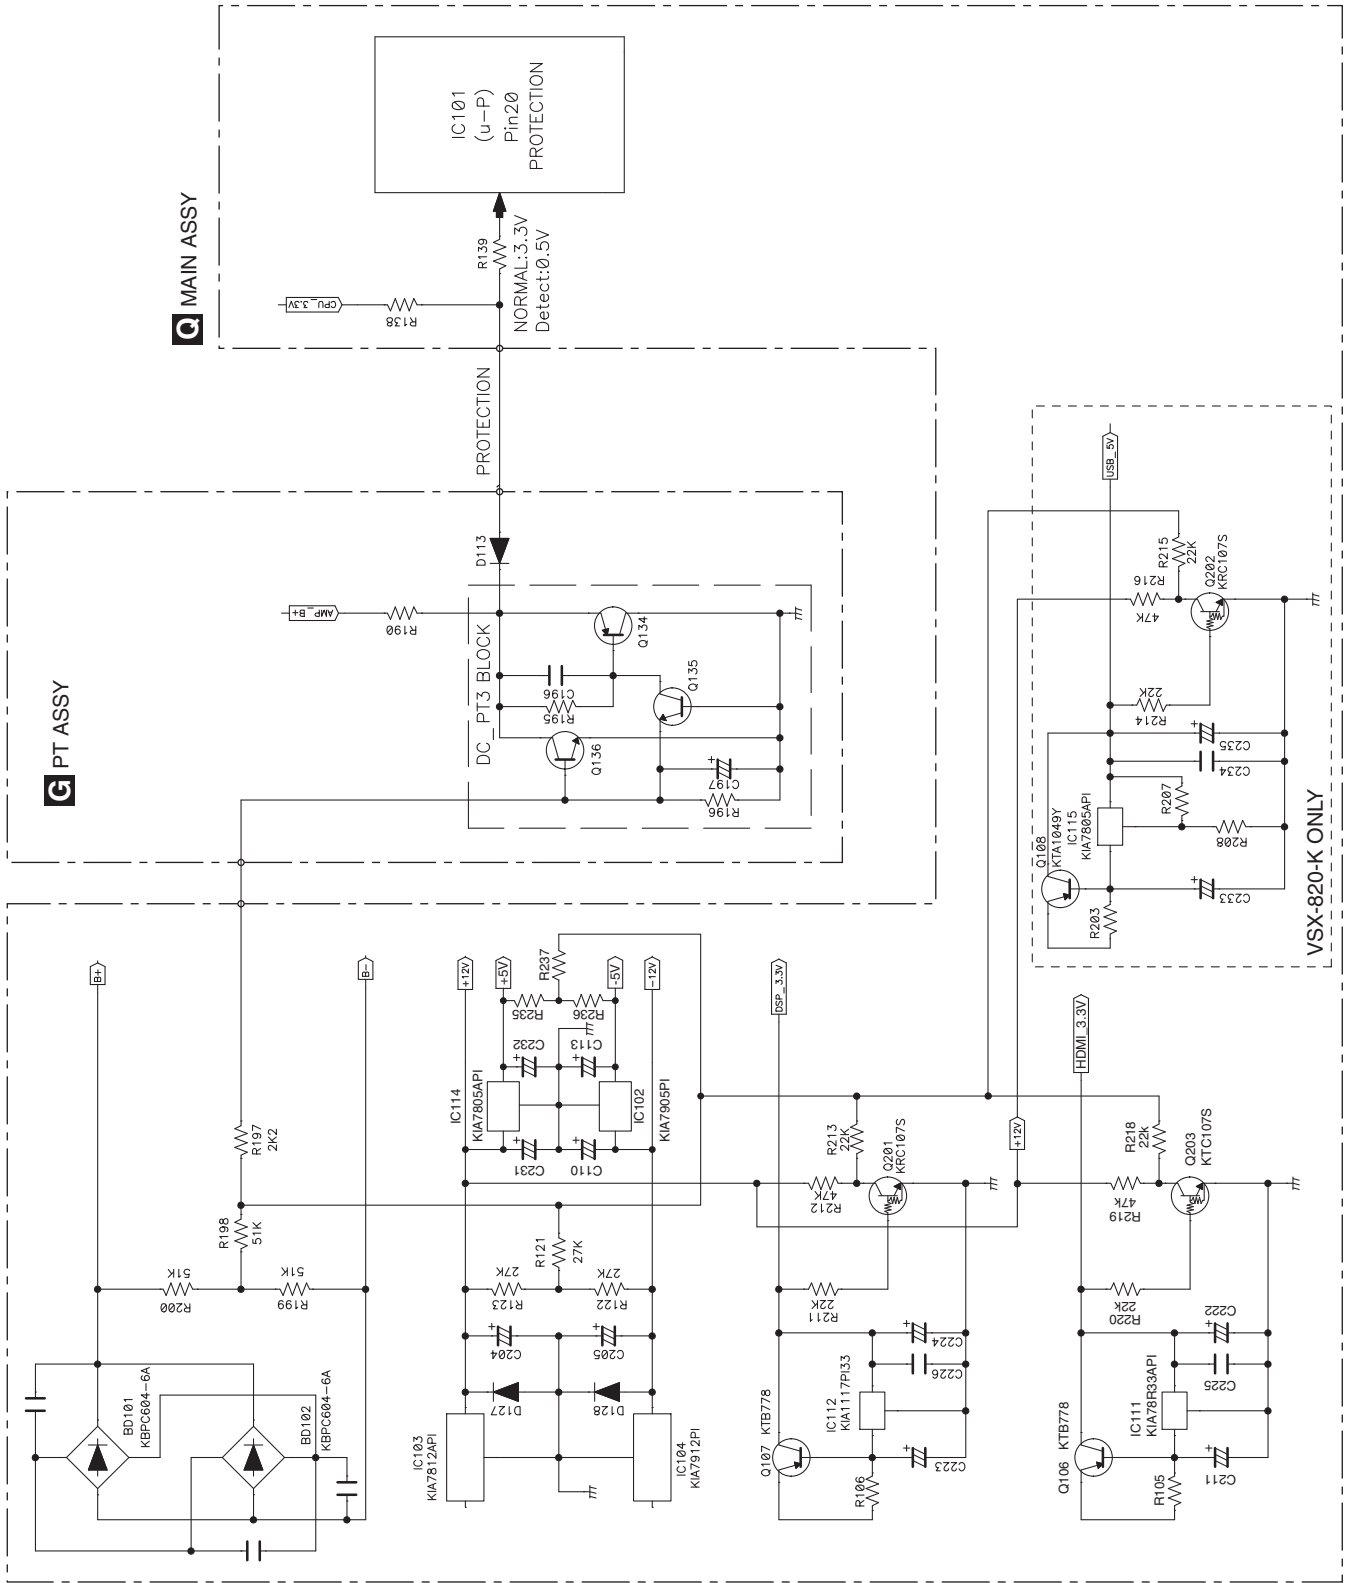 Q MAIN ASSY
IC101
(u-P)
Pin20
PROTECTION
R139
NORMAL:3.3V
Detect:0.5V
CPU_3.3V
R138
PROTECTION
G PT ASSY
D113
AMP_B+
R190
DC_PT3 BLOCK
C196
R195
Q134
Q135
Q136
+
C197
R196
B+
B-
R197
2K2
R198
51K
51K
R200
51K
R199
BD101
KBPC604-6A
BD102
KBPC604-6A
+12V
+5V
-5V
-12V
R237
R235
R236
+
C232
+
C113
IC114
KIA7805API
IC102
KIA7905PI
+
C231
+
C110
R121
27K
27K
R123
27K
R122
+
C204
+
C205
D127
D128
IC103
KIA7812API
IC104
KIA7912PI
DSP_3.3V
R213
22K
47K
R212
Q201
KRC107S
22K
R211
+
C224
C226
IC112
KIA1117PI33
Q107
KTB778
R106
+
C223
+12V
HDMI_3.3V
R218
22k
47k
R219
Q203
KTC107S
22k
R220
+
C222
C225
IC111
KIA78R33API
Q106
KTB778
R105
+
C211
USB_5V
R215
22K
R216
47K
Q202
KRC107S
22K
R214
+
C235
C234
R207
R208
Q108
KTA1049Y
IC115
KIA7805API
R203
+
C233
VSX-820-K ONLY